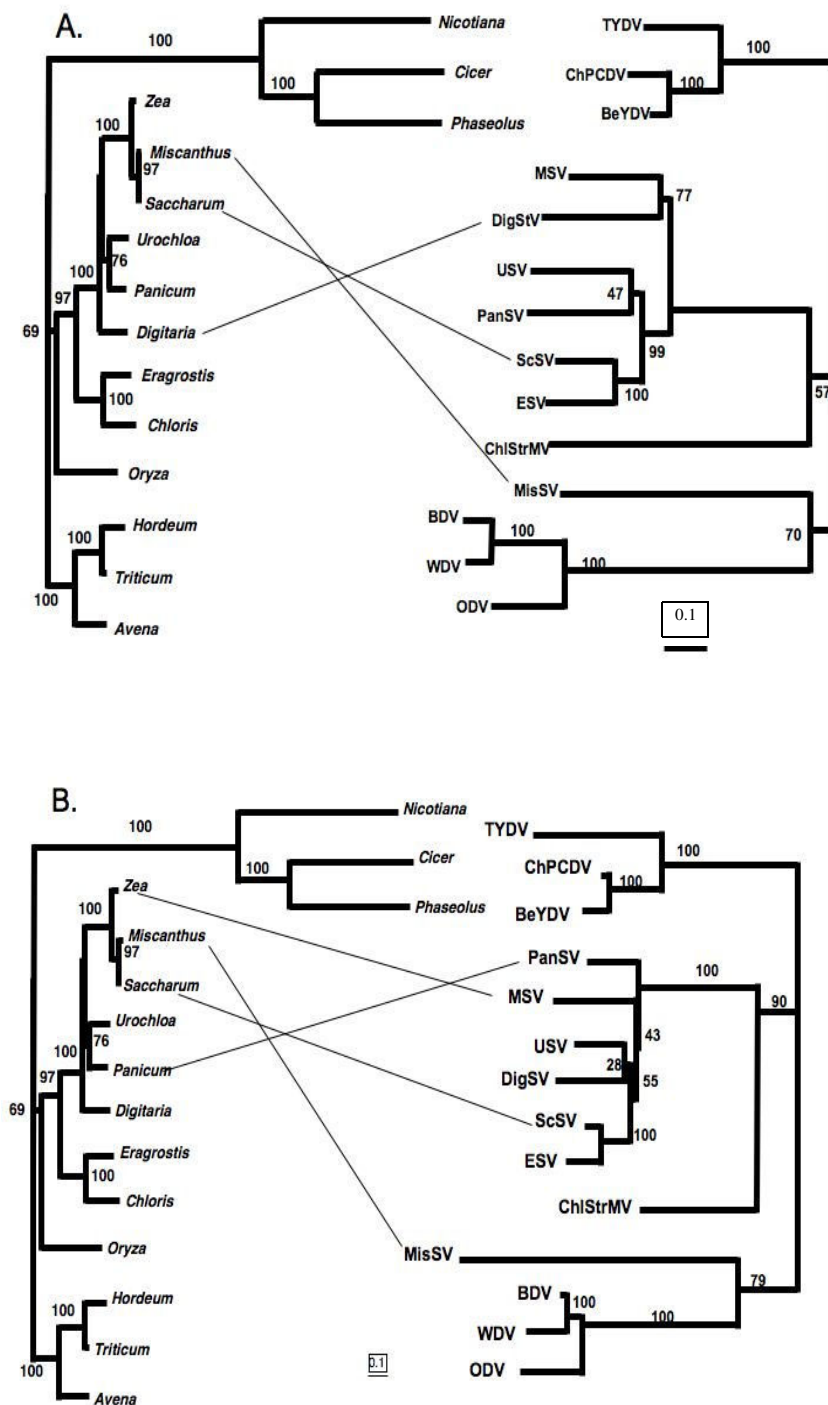 A.
Nicotiana
TYDV
100
100
Cicer
ChPCDV
100
100
BeYDV
Phaseolus
Zea
100
Miscanthus
97
MSV
77
Saccharum
DigStV
Urochloa
76
100
USV
Panicum
47
97
PanSV
69
Digitaria
99
ScSV
Eragrostis
100
100
ESV
57
Chloris
ChlStrMV
Oryza
MisSV
BDV
Hordeum
100
100
70
WDV
100
Triticum
100
ODV
Avena
0.1
B.
Nicotiana
TYDV
100
100
Cicer
ChPCDV
100
100
BeYDV
Phaseolus
Zea
100
Miscanthus
97
PanSV
100
Saccharum
MSV
90
Urochloa
76
43
USV
100
28
Panicum
DigSV
55
97
69
Digitaria
ScSV
100
Eragrostis
ESV
100
Chloris
ChlStrMV
Oryza
MisSV
79
Hordeum
BDV
100
100
100
WDV
Triticum
0.1
100
ODV
Avena